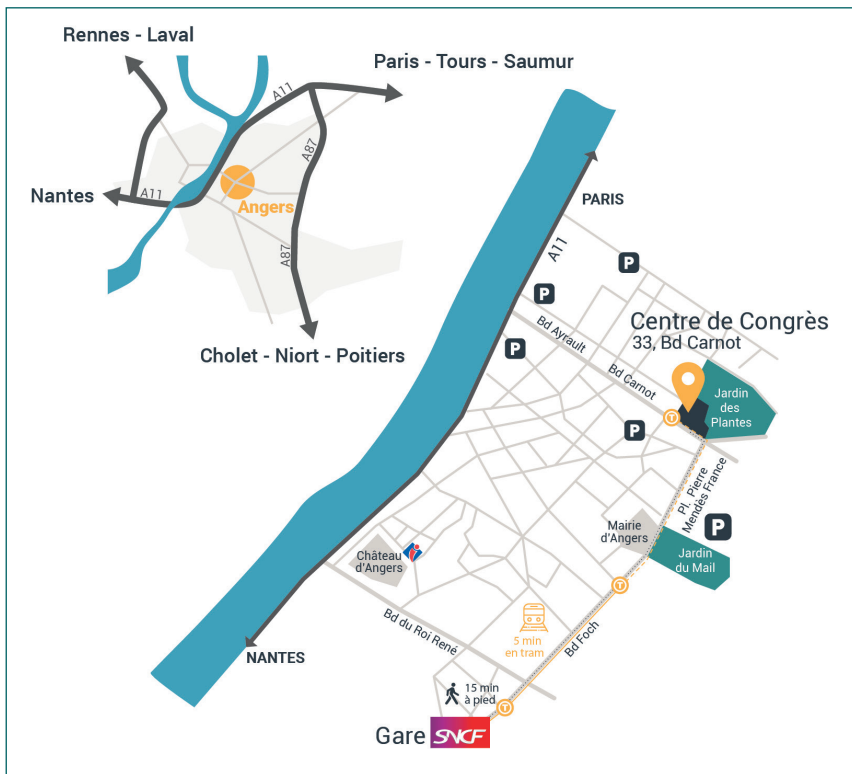 Rennes - Laval
Paris - Tours - Saumur
A11
A87
Nantes
A11
Angers
A87
Cholet - Niort - Poitiers
PARIS
A11
P
P
P
Bd Ayrault
Centre de Congrès
33, Bd Carnot
Bd Carnot
Jardin
des
Plantes
T
P
Pl. Pierre
Mendès France
P
Mairie
d'Angers
Jardin
du Mail
Château
d'Angers
T
5 min
en tram
Bd Foch
Bd du Roi René
NANTES
15 min
à pied
T
Gare SNCF